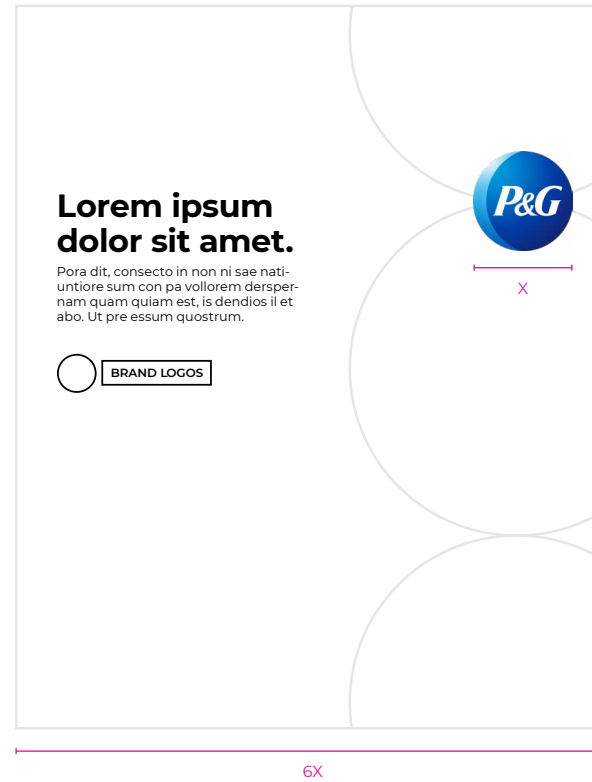 Lorem ipsum
dolor sit amet.
Pora dit, consecto in non ni sae nati-
untiore sum con pa vollorem dersper-
nam quam quiam est, is dendios il et
abo. Ut pre essum quostrum.
BRAND LOGOS
P&G
X
6X